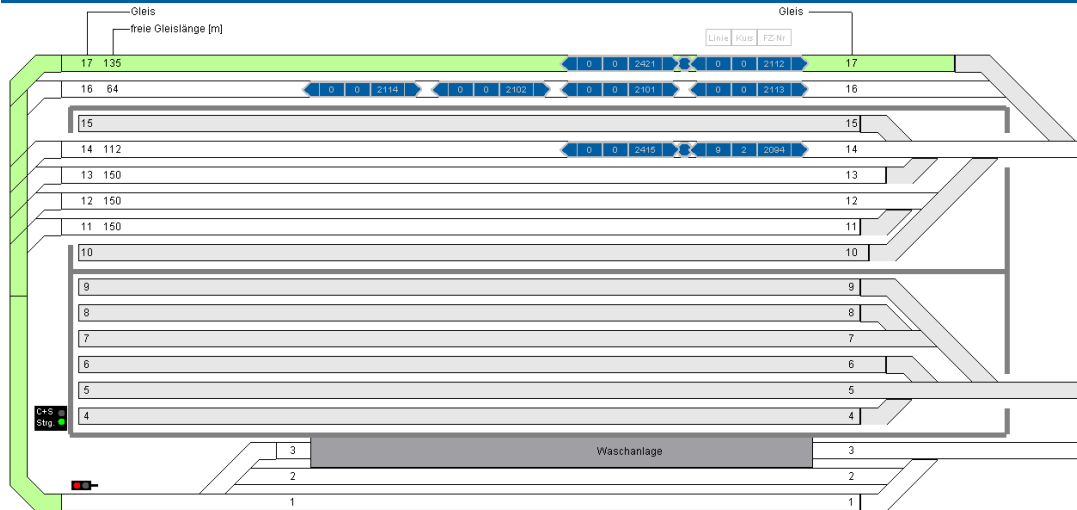 Gleis Gleis
freie Gleislänge [m]
Linie Kurs FZ-Nr
17 135 0 0 2421 0 0 2112 17
16 64 0 0 2114 0 0 2102 0 0 2101 0 0 2113 16
15 15
14 112 0 0 2415 9 2 2094 14
13 150 13
12 150 12
11 150 11
10 10
9 9
8 8
7 7
6 6
5 5
C+S
Strg.
4 4
3 Waschanlage 3
2 2
1 1